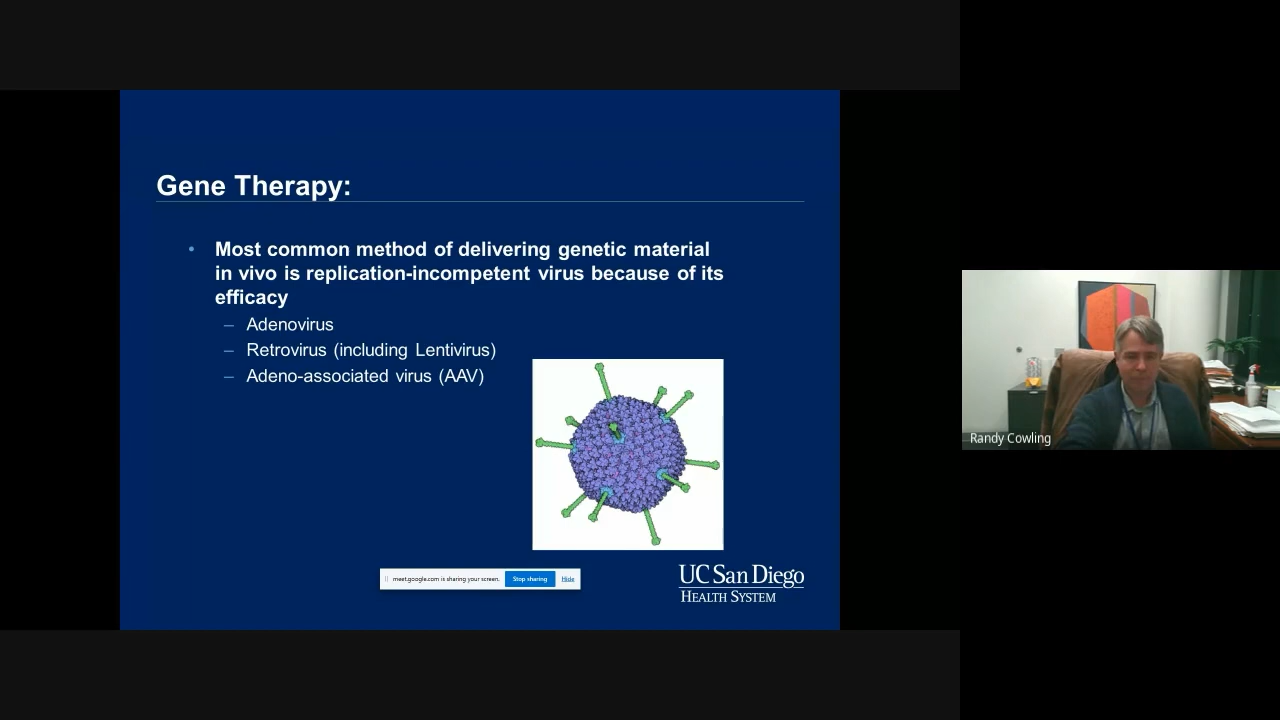 Gene Therapy:
• Most common method of delivering genetic material
in vivo is replication-incompetent virus because of its
efficacy
– Adenovirus
– Retrovirus (including Lentivirus)
– Adeno-associated virus (AAV)
meet.google.com is sharing your screen. Stop sharing Hide
UC San Diego
HEALTH SYSTEM
Randy Cowling